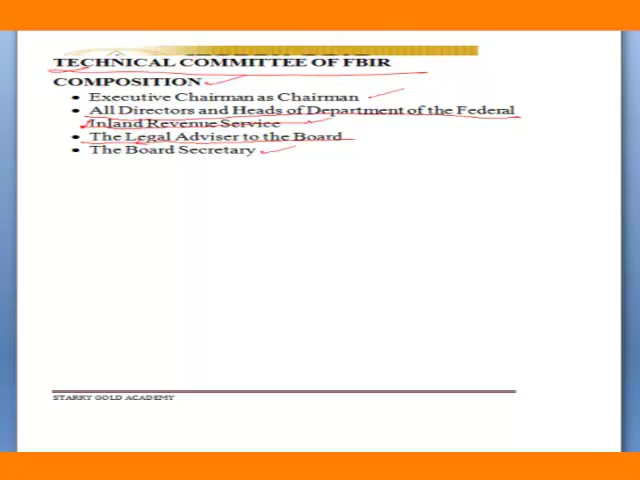 TECHNICAL COMMITTEE OF FBIR
COMPOSITION
• Executive Chairman as Chairman
• All Directors and Heads of Department of the Federal
Inland Revenue Service
• The Legal Adviser to the Board
• The Board Secretary
STARRY GOLD ACADEMY